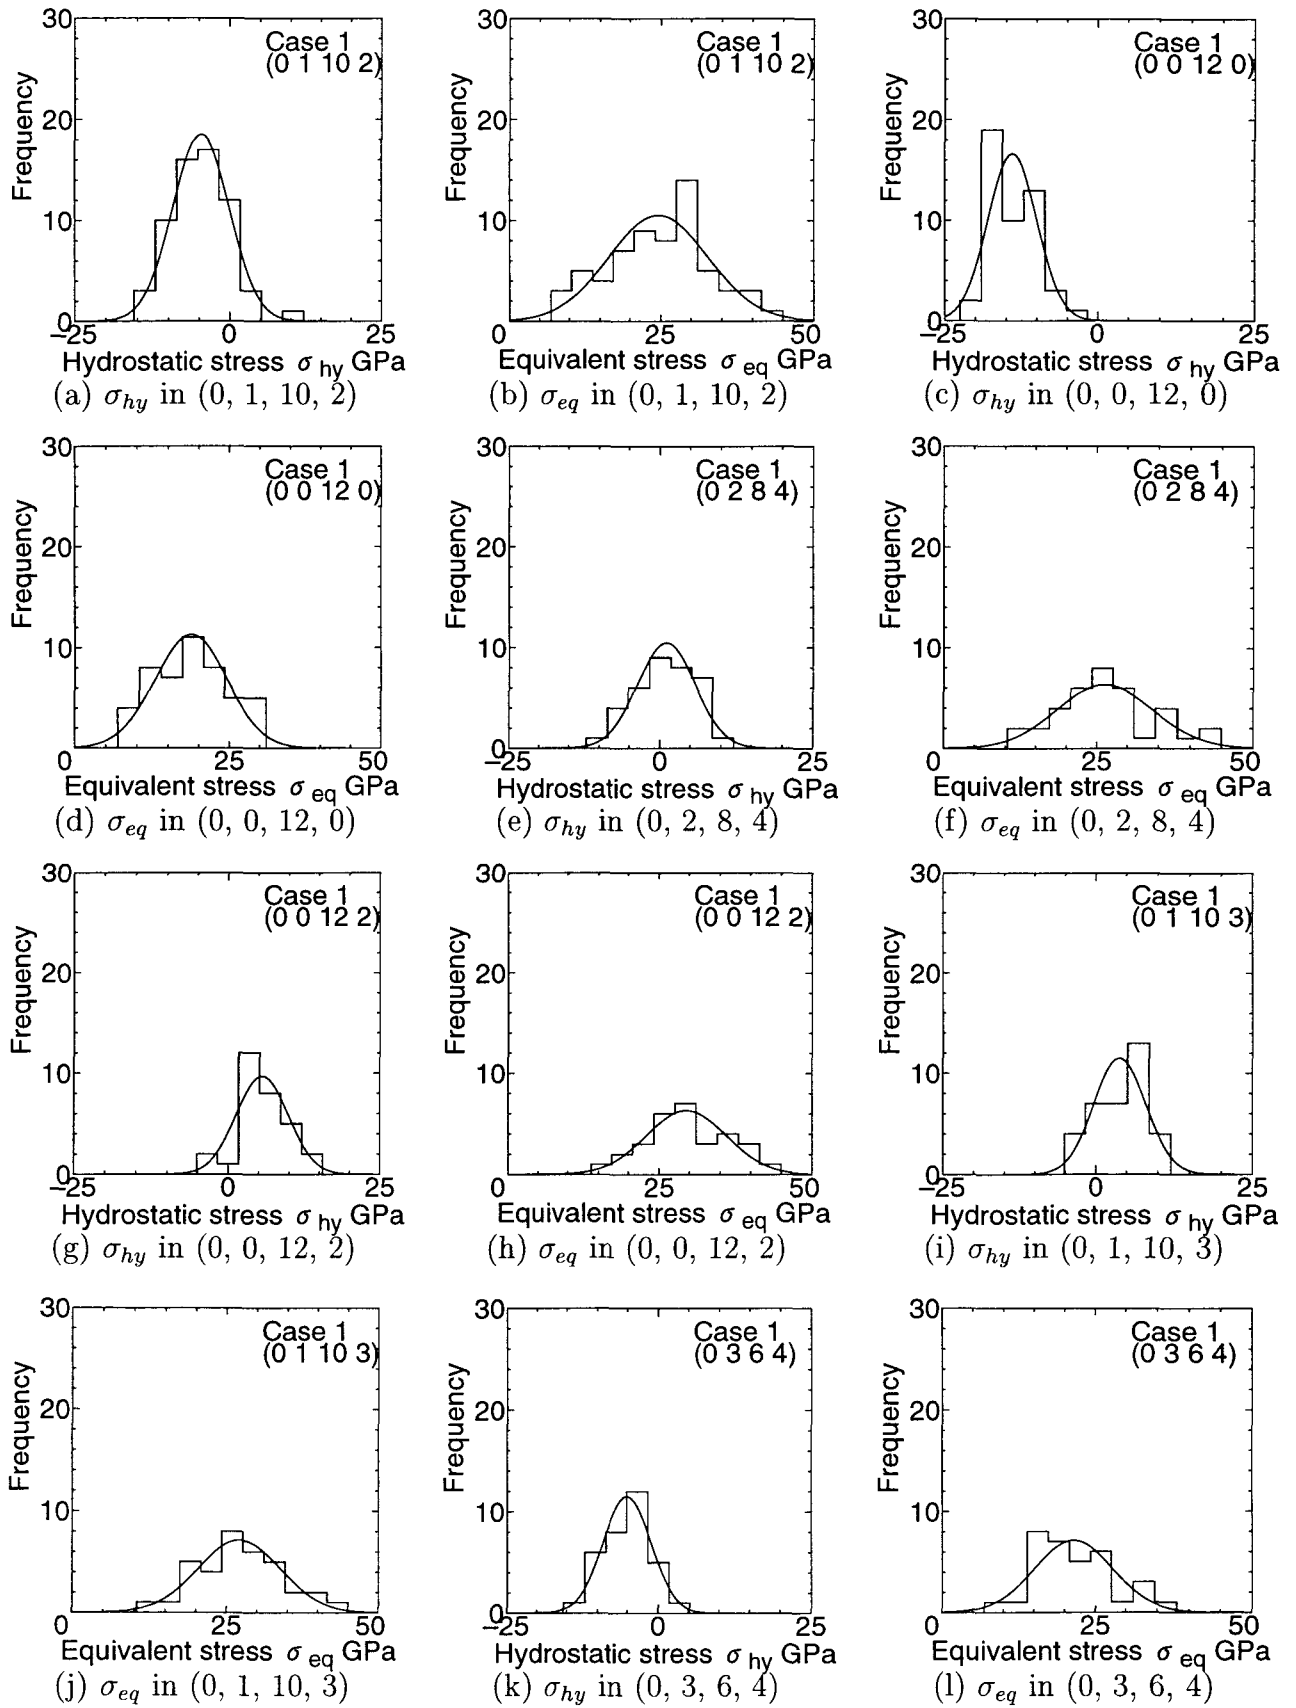 30
20
10
0
Frequency
Case 1
(0 1 10 2)
−25
0
25
Hydrostatic stress σ hy GPa
(a) σhy in (0, 1, 10, 2)
30
20
10
Frequency
Case 1
(0 1 10 2)
0
25
50
Equivalent stress σ eq GPa
(b) σeq in (0, 1, 10, 2)
30
20
10
0
Frequency
Case 1
(0 0 12 0)
−25
0
25
Hydrostatic stress σ hy GPa
(c) σhy in (0, 0, 12, 0)
30
20
10
Frequency
Case 1
(0 0 12 0)
0
25
50
Equivalent stress σ eq GPa
(d) σeq in (0, 0, 12, 0)
30
20
10
0
Frequency
Case 1
(0 2 8 4)
−25
0
25
Hydrostatic stress σ hy GPa
(e) σhy in (0, 2, 8, 4)
30
20
10
Frequency
Case 1
(0 2 8 4)
0
25
50
Equivalent stress σ eq GPa
(f) σeq in (0, 2, 8, 4)
30
20
10
0
Frequency
Case 1
(0 0 12 2)
−25
0
25
Hydrostatic stress σ hy GPa
(g) σhy in (0, 0, 12, 2)
30
20
10
Frequency
Case 1
(0 0 12 2)
0
25
50
Equivalent stress σ eq GPa
(h) σeq in (0, 0, 12, 2)
30
20
10
0
Frequency
Case 1
(0 1 10 3)
−25
0
25
Hydrostatic stress σ hy GPa
(i) σhy in (0, 1, 10, 3)
30
20
10
Frequency
Case 1
(0 1 10 3)
0
25
50
Equivalent stress σ eq GPa
(j) σeq in (0, 1, 10, 3)
30
20
10
0
Frequency
Case 1
(0 3 6 4)
−25
0
25
Hydrostatic stress σ hy GPa
(k) σhy in (0, 3, 6, 4)
30
20
10
Frequency
Case 1
(0 3 6 4)
0
25
50
Equivalent stress σ eq GPa
(l) σeq in (0, 3, 6, 4)